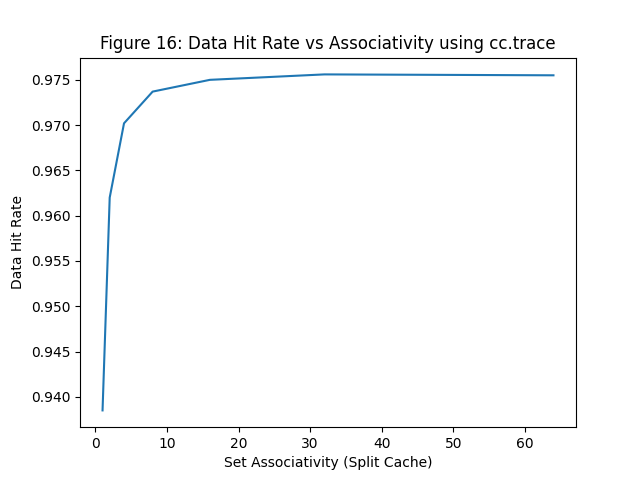 Figure 16: Data Hit Rate vs Associativity using cc.trace
0.975
0.970
0.965
0.960
0.955
0.950
0.945
0.940
Data Hit Rate
0 10 20 30 40 50 60
Set Associativity (Split Cache)